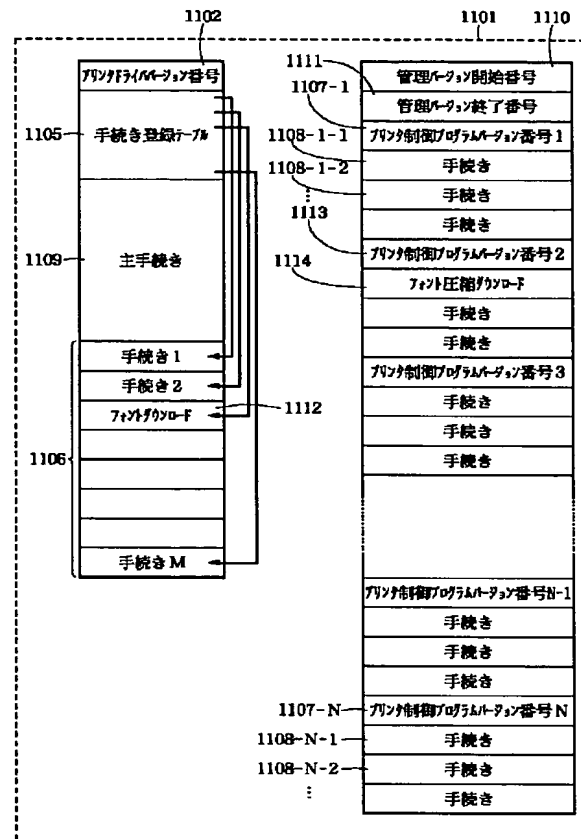 1102
1101
1110
プリンタドライババージョン番号
1105
手続き登録テーブル
1109
主手続き
手続き1
手続き2
フォントダウンロード
1112
1106
手続きM
1111
管理バージョン開始番号
1107-1
管理バージョン終了番号
プリンタ制御プログラムバージョン番号1
1108-1-1
手続き
1108-1-2
手続き
⋮
手続き
1113
プリンタ制御プログラムバージョン番号2
1114
フォント圧縮ダウンロード
手続き
手続き
プリンタ制御プログラムバージョン番号3
手続き
手続き
手続き
プリンタ制御プログラムバージョン番号N-1
手続き
手続き
手続き
1107-N
プリンタ制御プログラムバージョン番号N
1108-N-1
手続き
1108-N-2
手続き
⋮
手続き